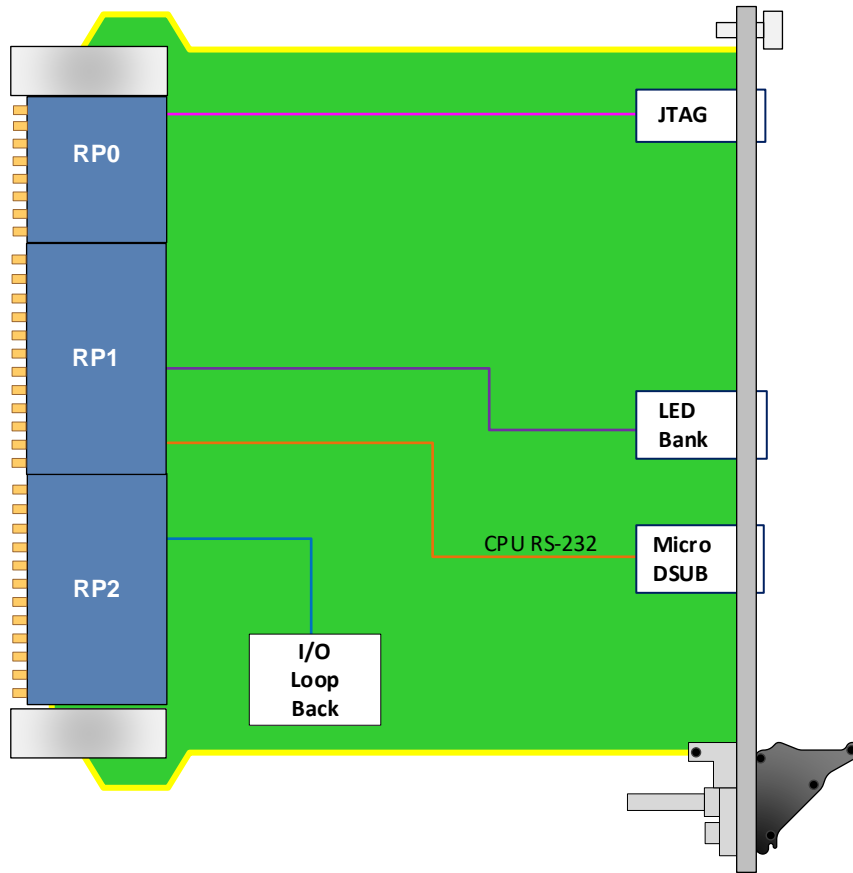 RP0
JTAG
RP1
LED
Bank
CPU RS-232
Micro
DSUB
RP2
I/O
Loop
Back